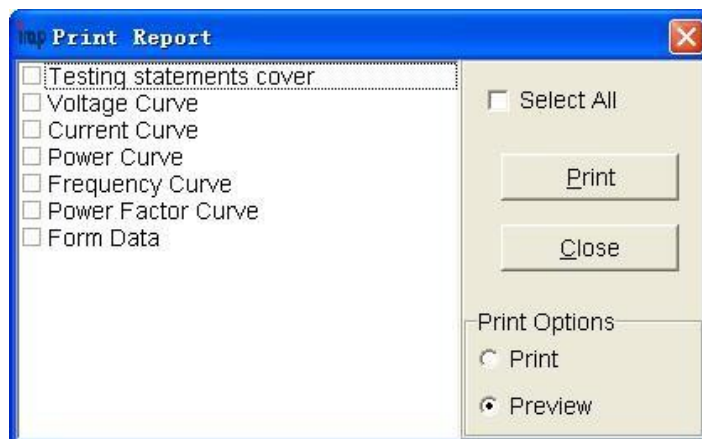 Print Report
Testing statements cover
Voltage Curve
Current Curve
Power Curve
Frequency Curve
Power Factor Curve
Form Data
Select All
Print
Close
Print Options
Print
Preview